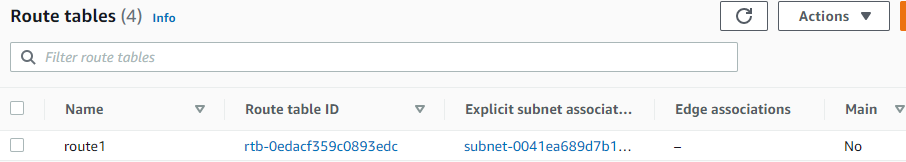 Route tables (4) Info
Actions
Filter route tables
Name Route table ID Explicit subnet associat... Edge associations Main
route1 rtb-0edacf359c0893edc subnet-0041ea689d7b1... – No